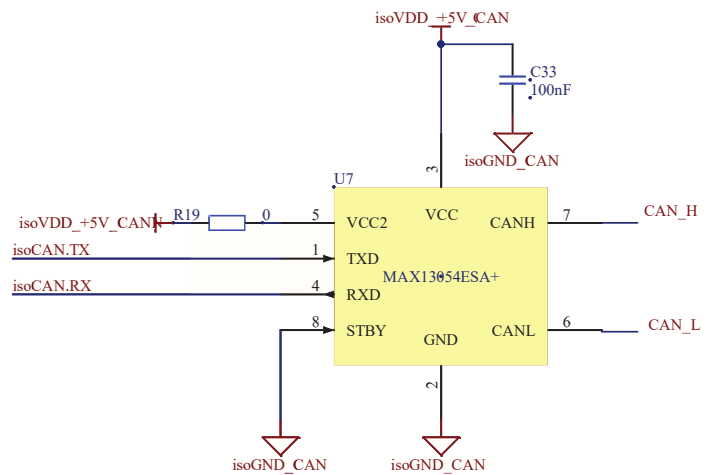 isoVDD_+5V_CAN
C33
100nF
isoGND_CAN
U7
3
isoVDD_+5V_CAN
R19
0
5
VCC2
VCC
CANH
7
CAN_H
isoCAN.TX
1
TXD
MAX13054ESA+
isoCAN.RX
4
RXD
8
STBY
GND
CANL
6
CAN_L
2
isoGND_CAN
isoGND_CAN